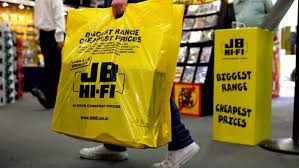 BIGGEST RANGE
CHEAPEST PRICES
JB
HI-FI
ALWAYS CHEAPEST PRICES
JB
HI-FI
BIGGEST
RANGE
CHEAPEST
PRICES